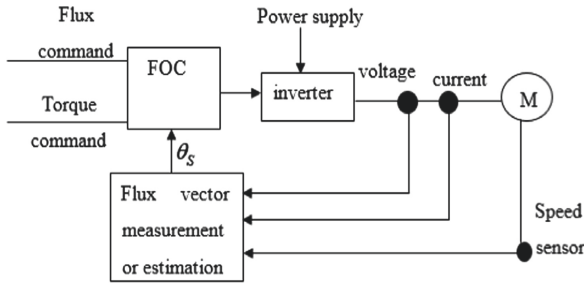 Flux
command
Torque
command
FOC
Power supply
inverter
voltage
current
M
θs
Flux vector
measurement
or estimation
Speed
sensor